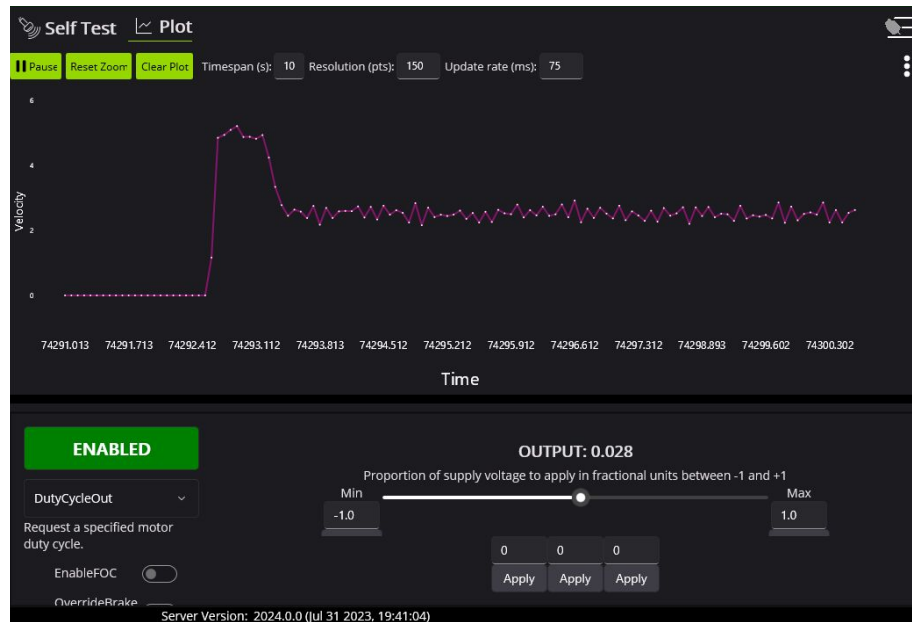 Self Test Plot
Pause Reset Zoom Clear Plot Timespan (s): 10 Resolution (pts): 150 Update rate (ms): 75
6
4
2
0
Velocity
74291.013 74291.713 74292.412 74293.112 74293.813 74294.512 74295.212 74295.912 74296.612 74297.312 74298.893 74299.602 74300.302
Time
ENABLED
OUTPUT: 0.028
Proportion of supply voltage to apply in fractional units between -1 and +1
Min Max
-1.0 1.0
DutyCycleOut
Request a specified motor
duty cycle.
0 0 0
Apply Apply Apply
EnableFOC
OverrideBrake
Server Version: 2024.0.0 (Jul 31 2023, 19:41:04)